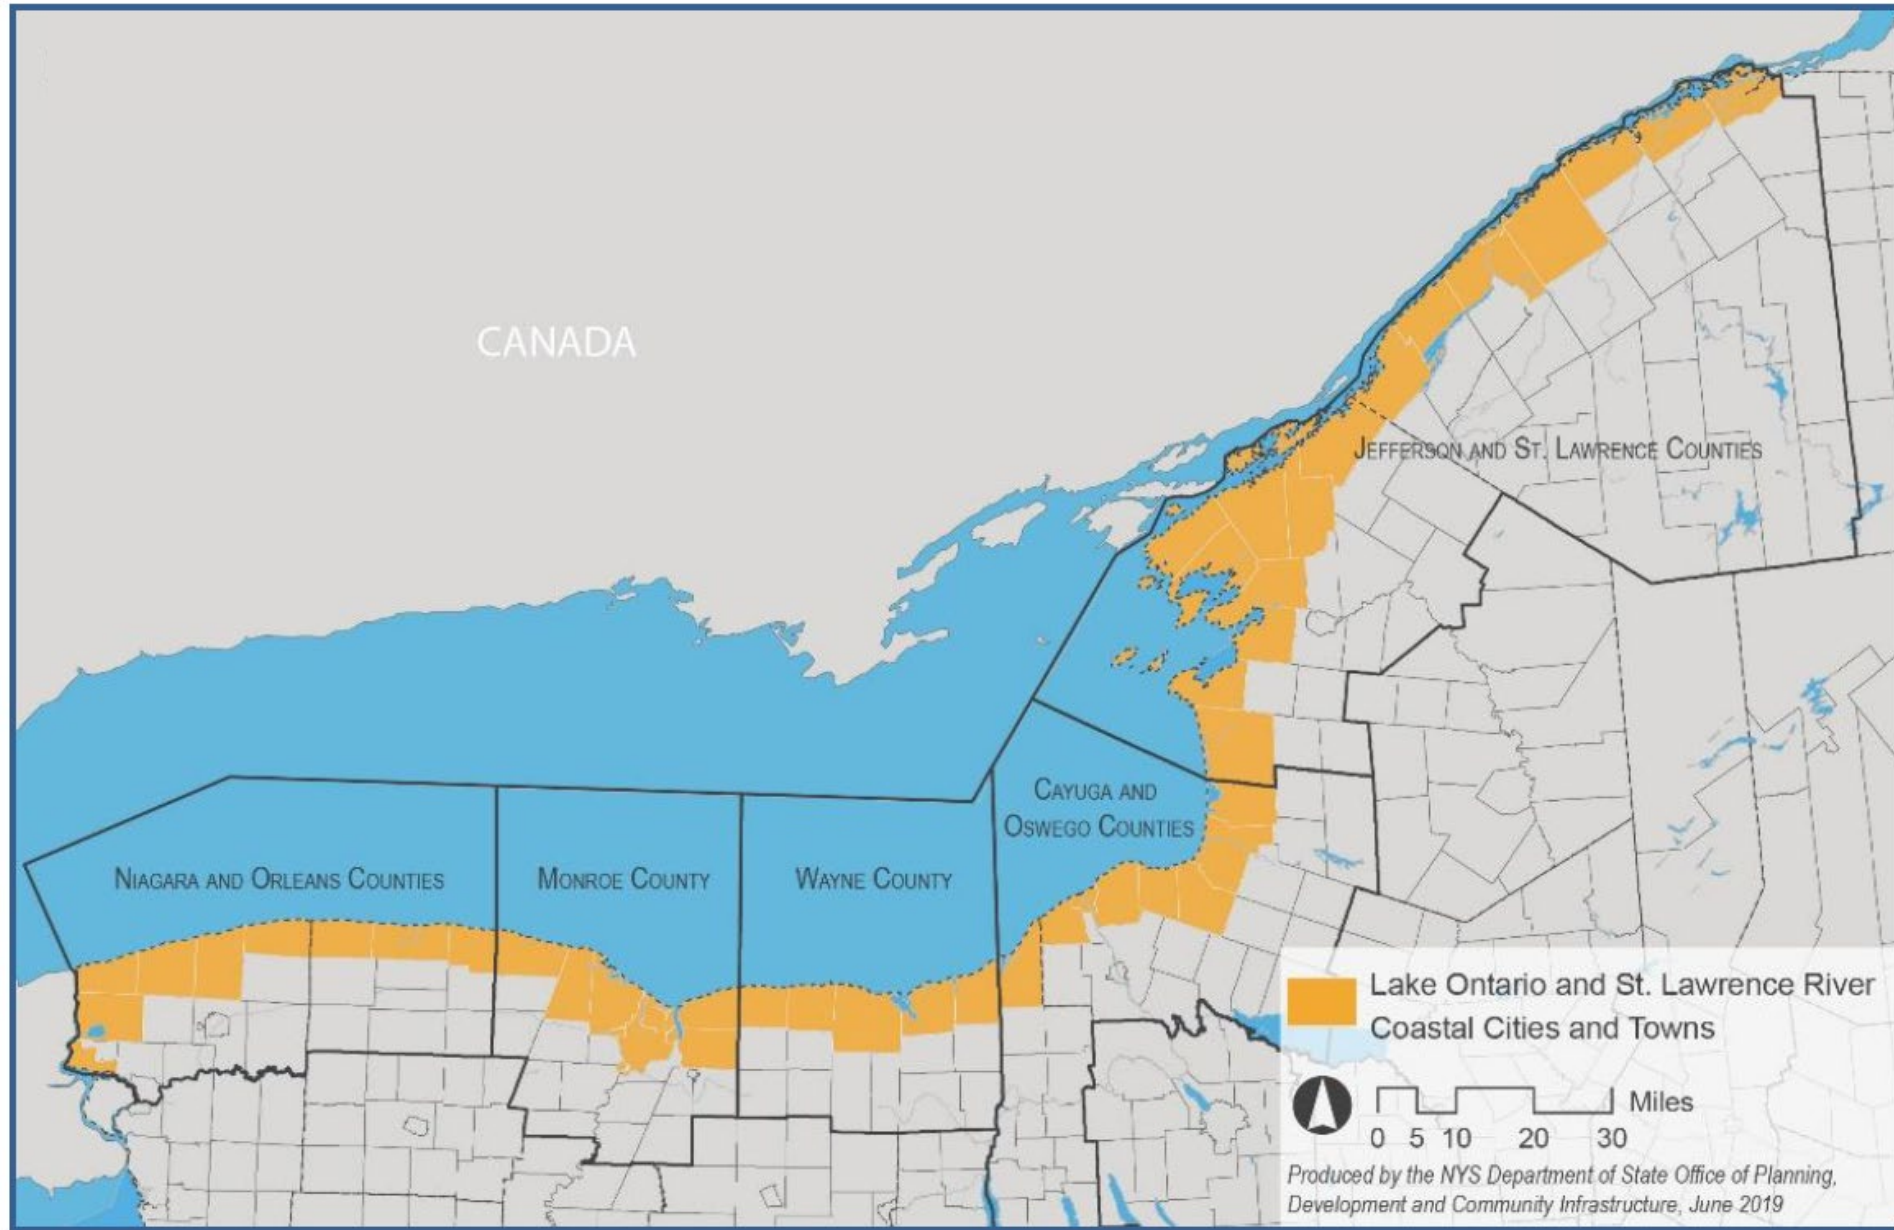 CANADA
JEFFERSON AND ST. LAWRENCE COUNTIES
CAYUGA AND
OSWEGO COUNTIES
NIAGARA AND ORLEANS COUNTIES
MONROE COUNTY
WAYNE COUNTY
Lake Ontario and St. Lawrence River
Coastal Cities and Towns
Miles
0 5 10 20 30
Produced by the NYS Department of State Office of Planning,
Development and Community Infrastructure, June 2019